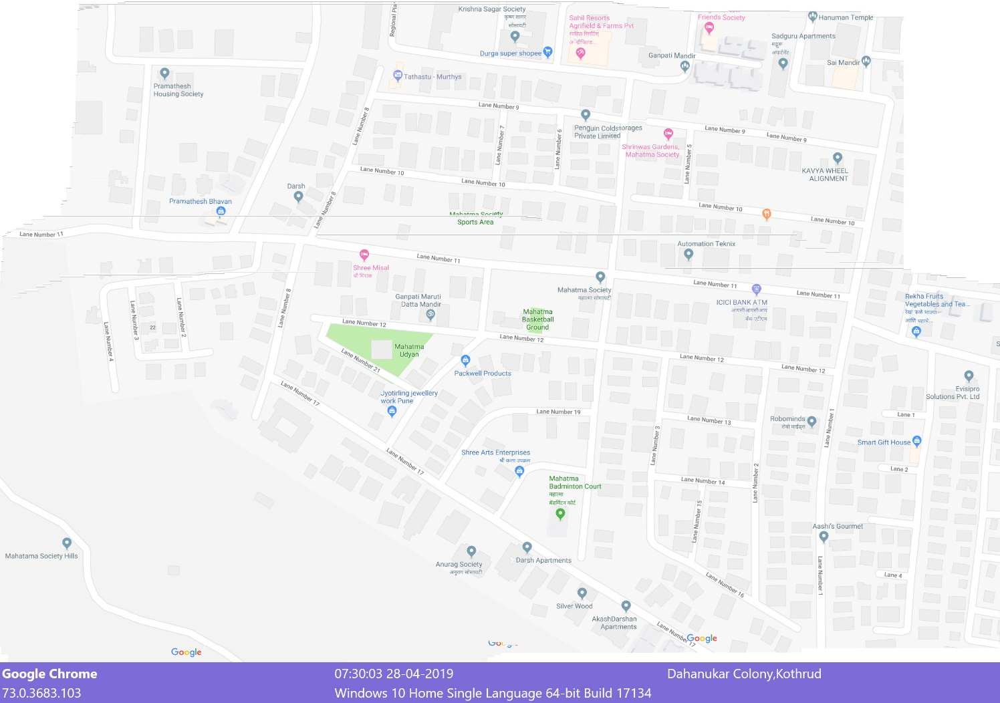 Krishna Sagar Society
कृष्णा सागर
सोसायटी
Regional Plan
Sahil Resorts
Agrifield & Farms Pvt
साहिल रिसॉर्ट्स
Friends Society
Hanuman Temple
Sadguru Apartments
सद्गुरू
अपार्टमेंट
Durga super shopee
Ganpati Mandir
Sai Mandir
Pramathesh
Housing Society
Tathastu - Murthys
Lane Number 9
Lane Number 8
Lane Number 7
Lane Number 6
Penguin Coldstorages
Private Limited
Lane Number 9
Lane Number 9
Shrinwas Gardens,
Mahatma Society
Lane Number 5
KAVYA WHEEL
ALIGNMENT
Lane Number 10
Lane Number 10
Darsh
Pramathesh Bhavan
Lane Number 8
Mahatma Society
Sports Area
Lane Number 10
Lane Number 10
Lane Number 11
Automation Teknix
Lane Number 11
Shree Misal
Mahatma Society
महात्मा सोसायटी
Lane Number 11
Lane Number 11
ICICI BANK ATM
आयसीआयसीआय
बँक एटीएम
Rekha Fruits
Vegetables and Tea...
रेखा फळे भाज्या
आणि चहाचे...
Ganpati Maruti
Datta Mandir
Lane Number 8
Mahatma
Basketball
Ground
Lane Number 4
Lane Number 3
22
Lane Number 2
Lane Number 12
Lane Number 12
Mahatma
Udyan
Lane Number 21
Packwell Products
Lane Number 12
Lane Number 12
Evisipro
Solutions Pvt. Ltd
Lane Number 17
Jyotirling jewellery
work Pune
Lane Number 19
Lane Number 13
Robominds
रोबो माईंड्स
Lane Number 1
Lane 1
Lane Number 3
Smart Gift House
Lane Number 17
Shree Arts Enterprises
श्री कला उपक्रम
Lane 2
Mahatma
Badminton Court
महात्मा
बॅडमिंटन कोर्ट
Lane Number 14
Lane Number 2
Lane Number 15
Aashi's Gourmet
Mahatama Society Hills
Anurag Society
अनुराग सोसायटी
Darsh Apartments
Lane Number 1
Lane 4
Lane Number 16
Silver Wood
AkashDarshan
Apartments
Lane Number 17
Google
Google
Google
Google Chrome
07:30:03 28-04-2019
Dahanukar Colony,Kothrud
73.0.3683.103
Windows 10 Home Single Language 64-bit Build 17134